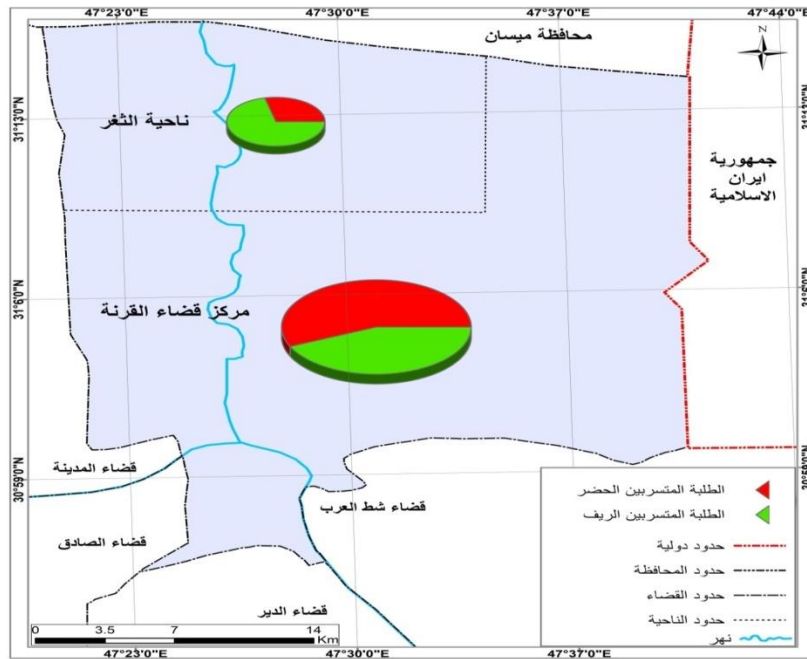 47°23'0"E
47°30'0"E
47°37'0"E
47°44'0"E
محافظة ميسان
N
31°13'0"N
ناحية الثغر
31°12'0"N
جمهورية
ايران
الاسلامية
31°6'0"N
مركز قضاء القرنة
30°59'0"N
قضاء المدينة
قضاء شط العرب
قضاء الصادق
قضاء الدير
الطلبة المتسربين الحضر
الطلبة المتسربين الريف
حدود دولية
حدود المحافظة
حدود القضاء
حدود الناحية
نهر
0 3.5 7 14
Km
47°23'0"E
47°30'0"E
47°37'0"E